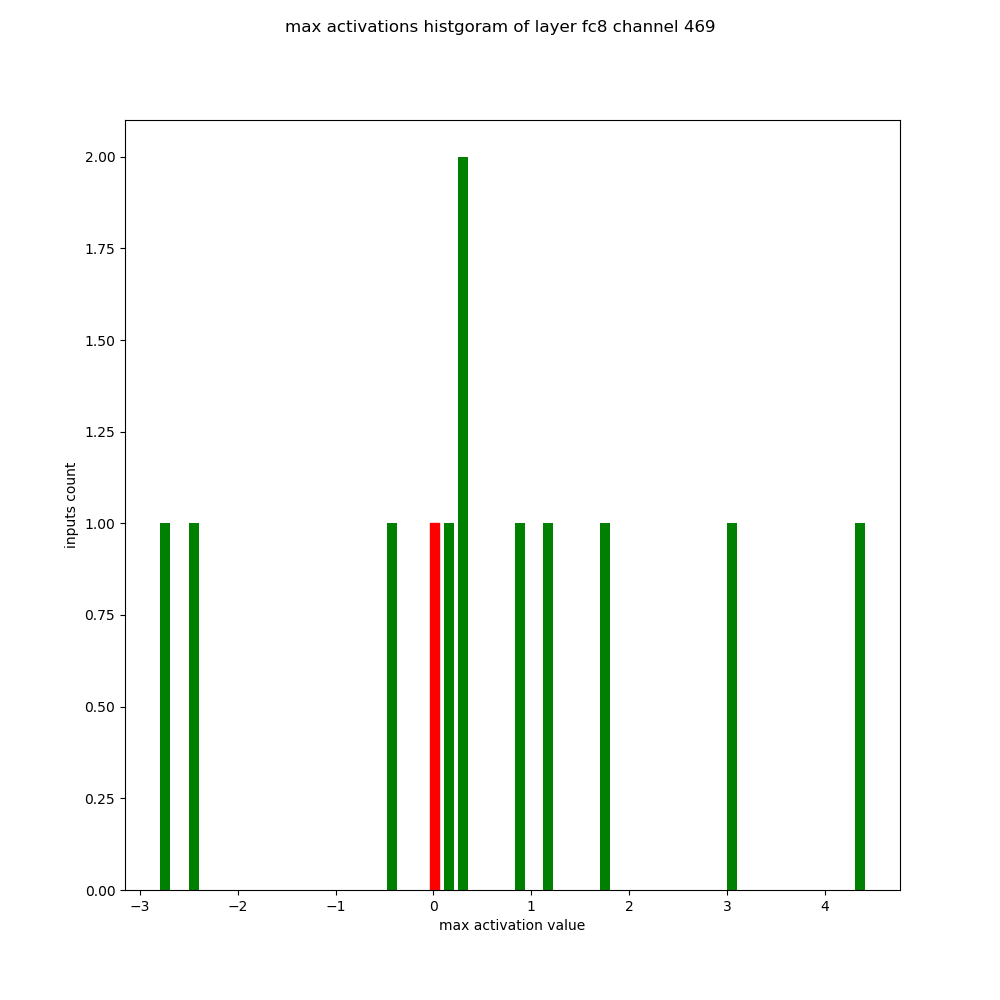 max activations histgoram of layer fc8 channel 469
2.00
1.75
1.50
1.25
1.00
0.75
0.50
0.25
0.00
inputs count
−3 −2 −1 0 1 2 3 4
max activation value